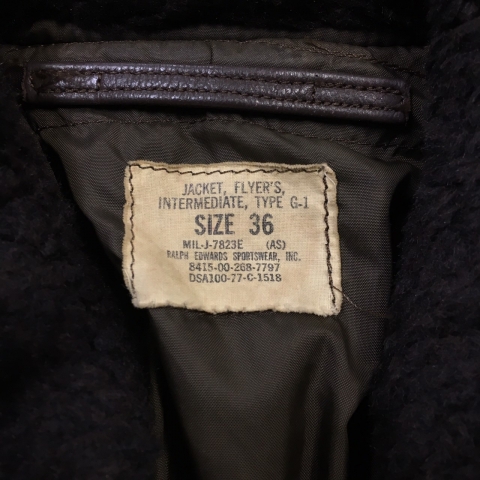 JACKET, FLYER'S,
INTERMEDIATE, TYPE G-1
SIZE 36
MIL-J-7823E (AS)
RALPH EDWARDS SPORTSWEAR, INC.
8415-00-268-7797
DSA100-77-C-1518